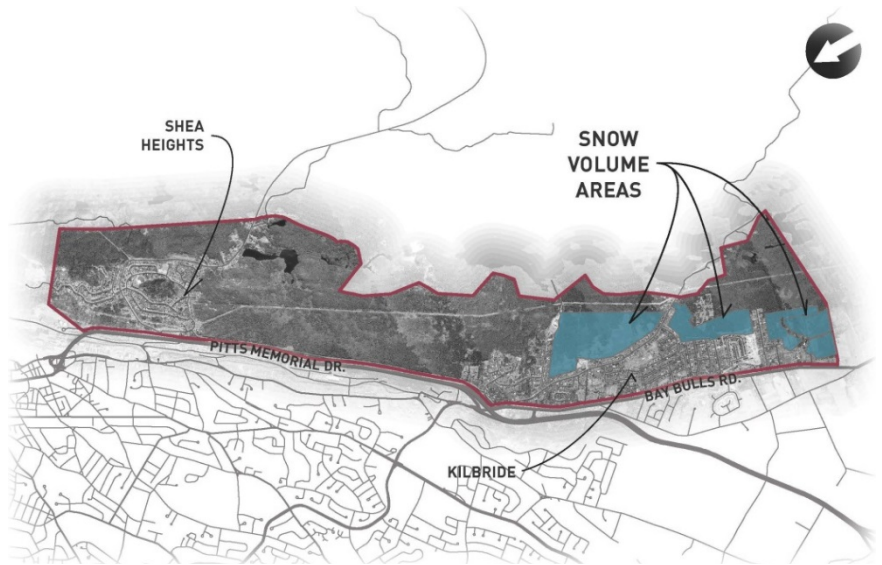 SHEA
HEIGHTS
SNOW
VOLUME
AREAS
PITTS MEMORIAL DR.
BAY BULLS RD.
KILBRIDE